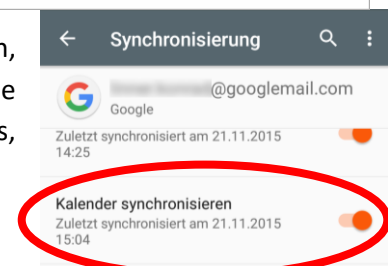 n,
e
s,
Synchronisierung
@googlemail.com
Google
Zuletzt synchronisiert am 21.11.2015
14:25
Kalender synchronisieren
Zuletzt synchronisiert am 21.11.2015
15:04